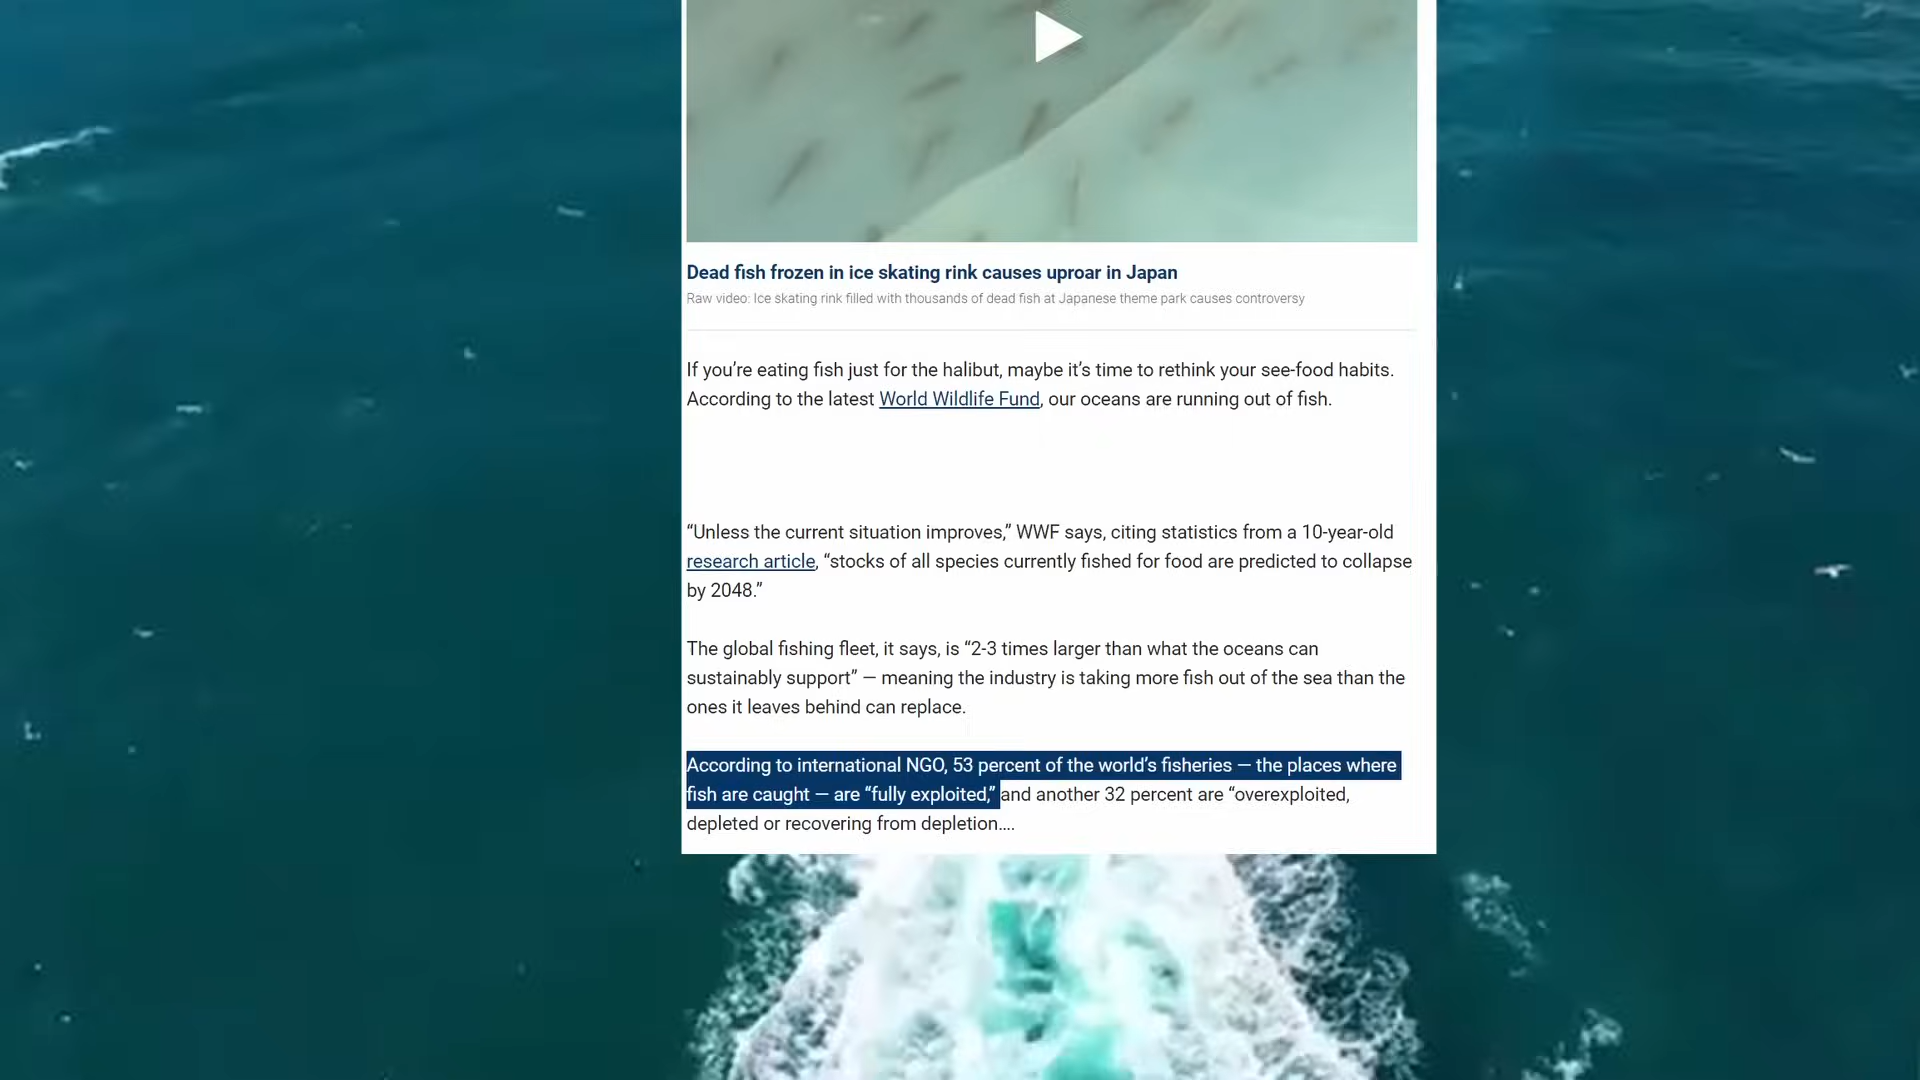 Dead fish frozen in ice skating rink causes uproar in Japan
Raw video: Ice skating rink filled with thousands of dead fish at Japanese theme park causes controversy
If you’re eating fish just for the halibut, maybe it’s time to rethink your see-food habits.
According to the latest World Wildlife Fund, our oceans are running out of fish.
“Unless the current situation improves,” WWF says, citing statistics from a 10-year-old
research article, “stocks of all species currently fished for food are predicted to collapse
by 2048.”
The global fishing fleet, it says, is “2-3 times larger than what the oceans can
sustainably support” — meaning the industry is taking more fish out of the sea than the
ones it leaves behind can replace.
According to international NGO, 53 percent of the world’s fisheries — the places where
fish are caught — are “fully exploited,” and another 32 percent are “overexploited,
depleted or recovering from depletion....